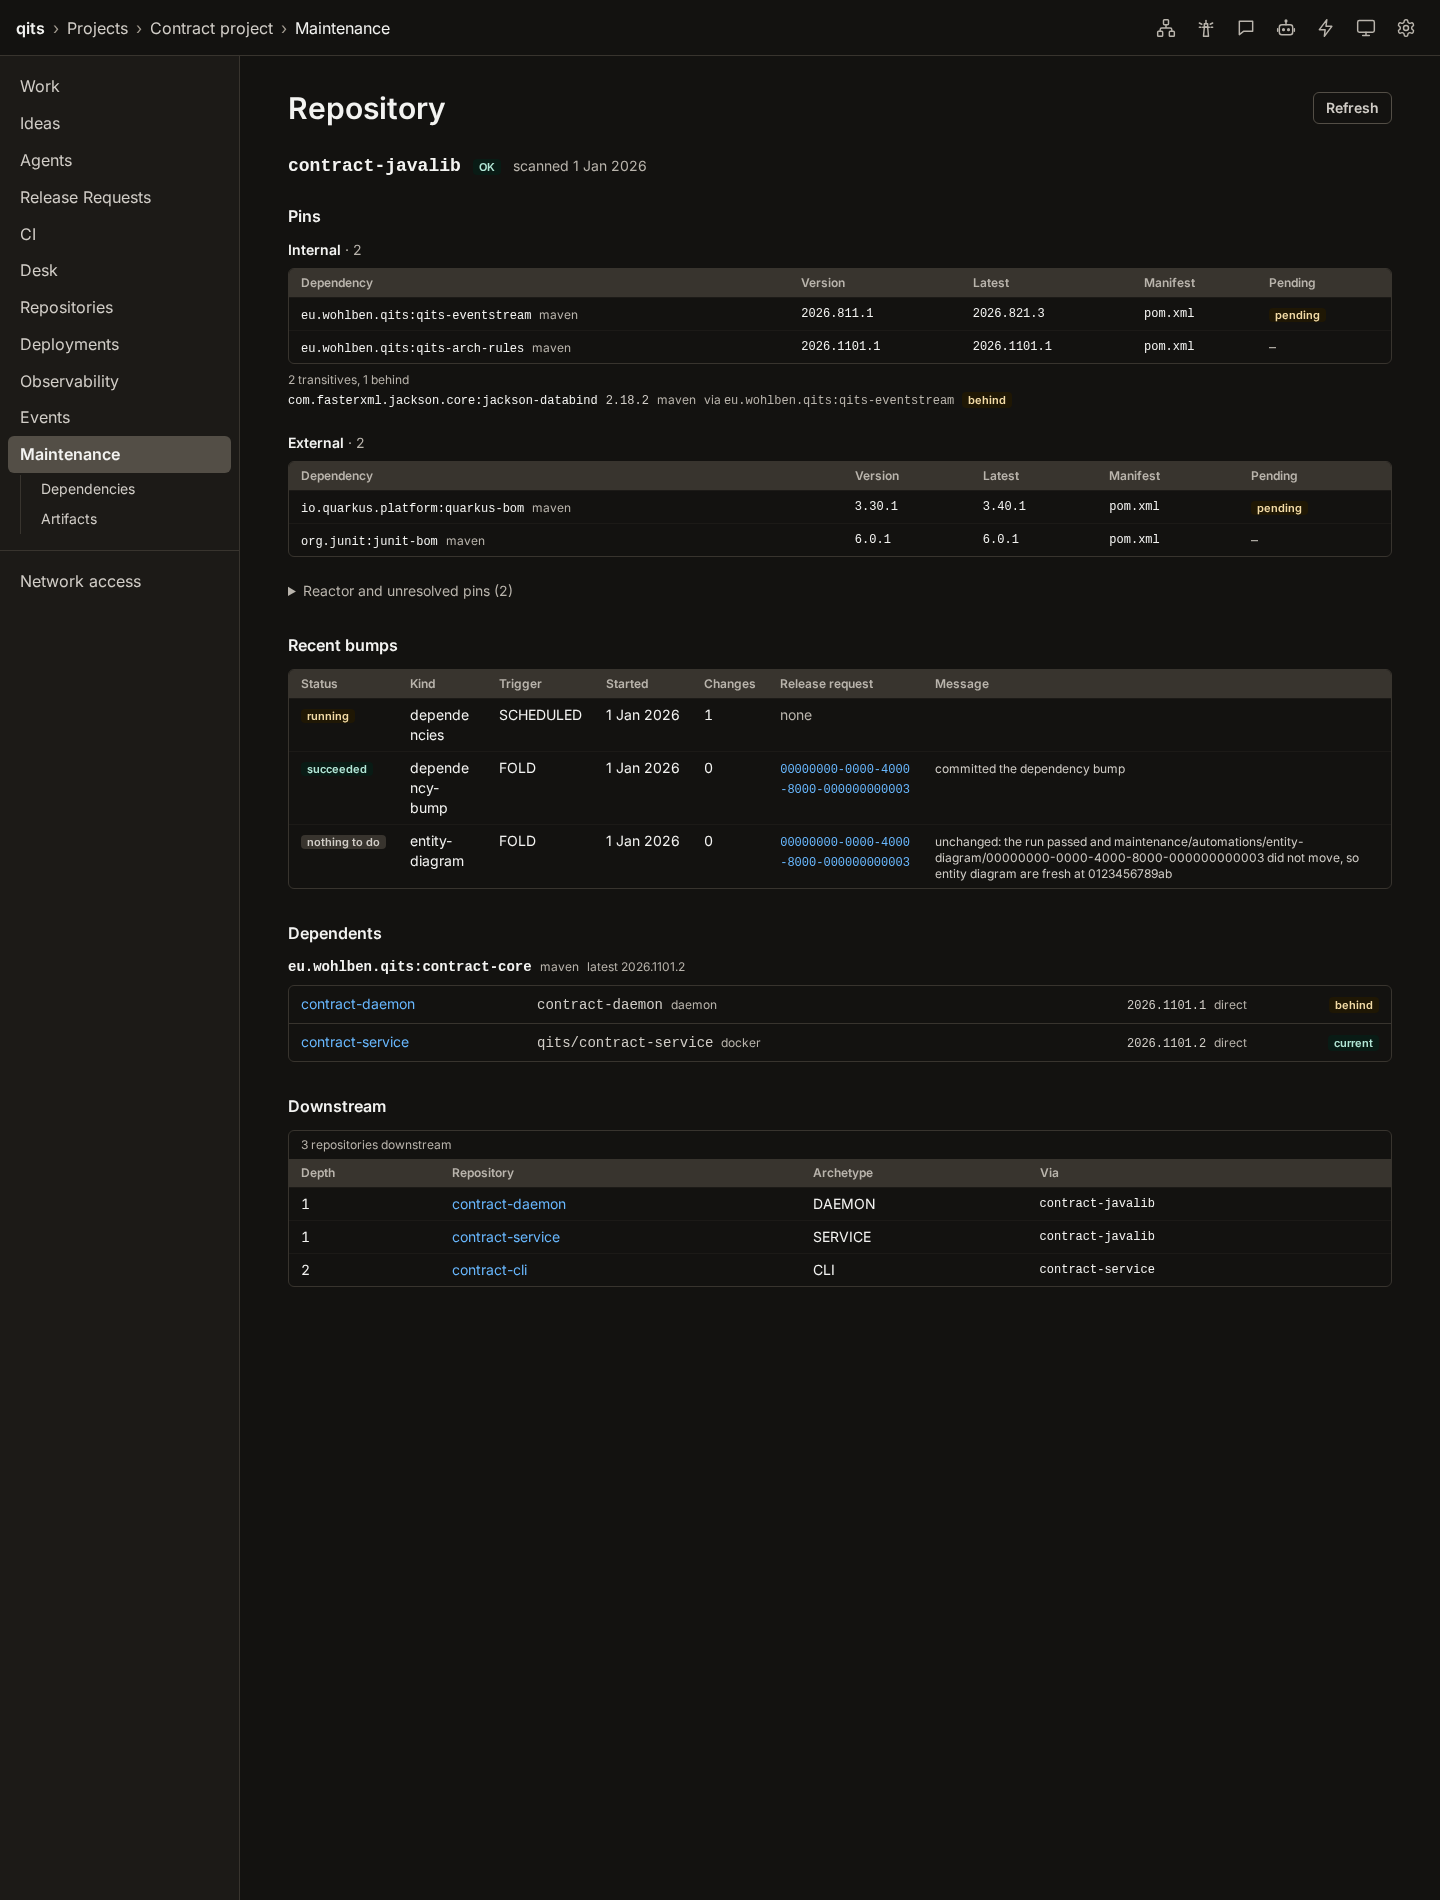 qits › Projects › Contract project › Maintenance
Work
Ideas
Agents
Release Requests
CI
Desk
Repositories
Deployments
Observability
Events
Maintenance
Dependencies
Artifacts
Network access
Repository
Refresh
contract-javalib OK scanned 1 Jan 2026
Pins
Internal · 2
Dependency Version Latest Manifest Pending
eu.wohlben.qits:qits-eventstream maven 2026.811.1 2026.821.3 pom.xml pending
eu.wohlben.qits:qits-arch-rules maven 2026.1101.1 2026.1101.1 pom.xml –
2 transitives, 1 behind
com.fasterxml.jackson.core:jackson-databind 2.18.2 maven via eu.wohlben.qits:qits-eventstream behind
External · 2
Dependency Version Latest Manifest Pending
io.quarkus.platform:quarkus-bom maven 3.30.1 3.40.1 pom.xml pending
org.junit:junit-bom maven 6.0.1 6.0.1 pom.xml –
Reactor and unresolved pins (2)
Recent bumps
Status Kind Trigger Started Changes Release request Message
running depende SCHEDULED 1 Jan 2026 1 none
ncies
succeeded depende FOLD 1 Jan 2026 0 00000000-0000-4000 committed the dependency bump
ncy- -8000-000000000003
bump
nothing to do entity- FOLD 1 Jan 2026 0 00000000-0000-4000 unchanged: the run passed and maintenance/automations/entity-
diagram -8000-000000000003 diagram/00000000-0000-4000-8000-000000000003 did not move, so
entity diagram are fresh at 0123456789ab
Dependents
eu.wohlben.qits:contract-core maven latest 2026.1101.2
contract-daemon contract-daemon daemon 2026.1101.1 direct behind
contract-service qits/contract-service docker 2026.1101.2 direct current
Downstream
3 repositories downstream
Depth Repository Archetype Via
1 contract-daemon DAEMON contract-javalib
1 contract-service SERVICE contract-javalib
2 contract-cli CLI contract-service